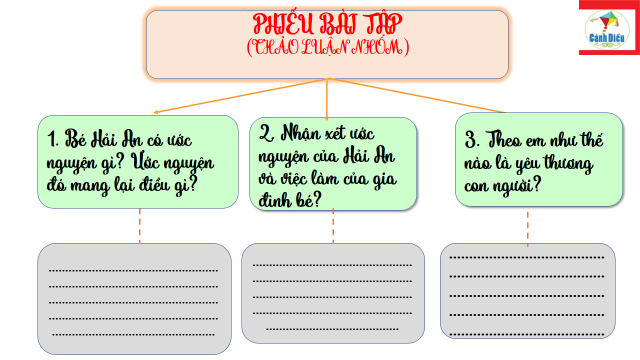 PHIẾU BÀI TẬP
(THẢO LUẬN NHÓM)
Cánh Diều
1. Bé Hải An có ước
nguyện gì? Ước nguyện
đó mang lại điều gì?
2. Nhận xét ước
nguyện của Hải An
và việc làm của gia
đình bé?
3. Theo em như thế
nào là yêu thương
con người?